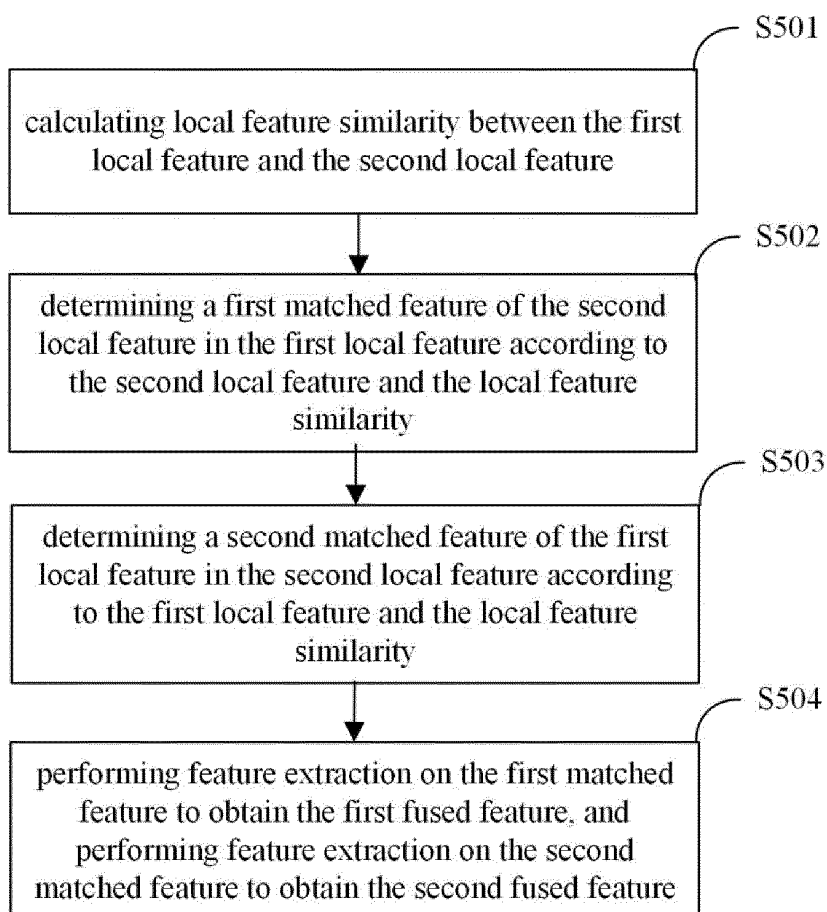 S501
calculating local feature similarity between the first
local feature and the second local feature
S502
determining a first matched feature of the second
local feature in the first local feature according to
the second local feature and the local feature
similarity
S503
determining a second matched feature of the first
local feature in the second local feature according
to the first local feature and the local feature
similarity
S504
performing feature extraction on the first matched
feature to obtain the first fused feature, and
performing feature extraction on the second
matched feature to obtain the second fused feature